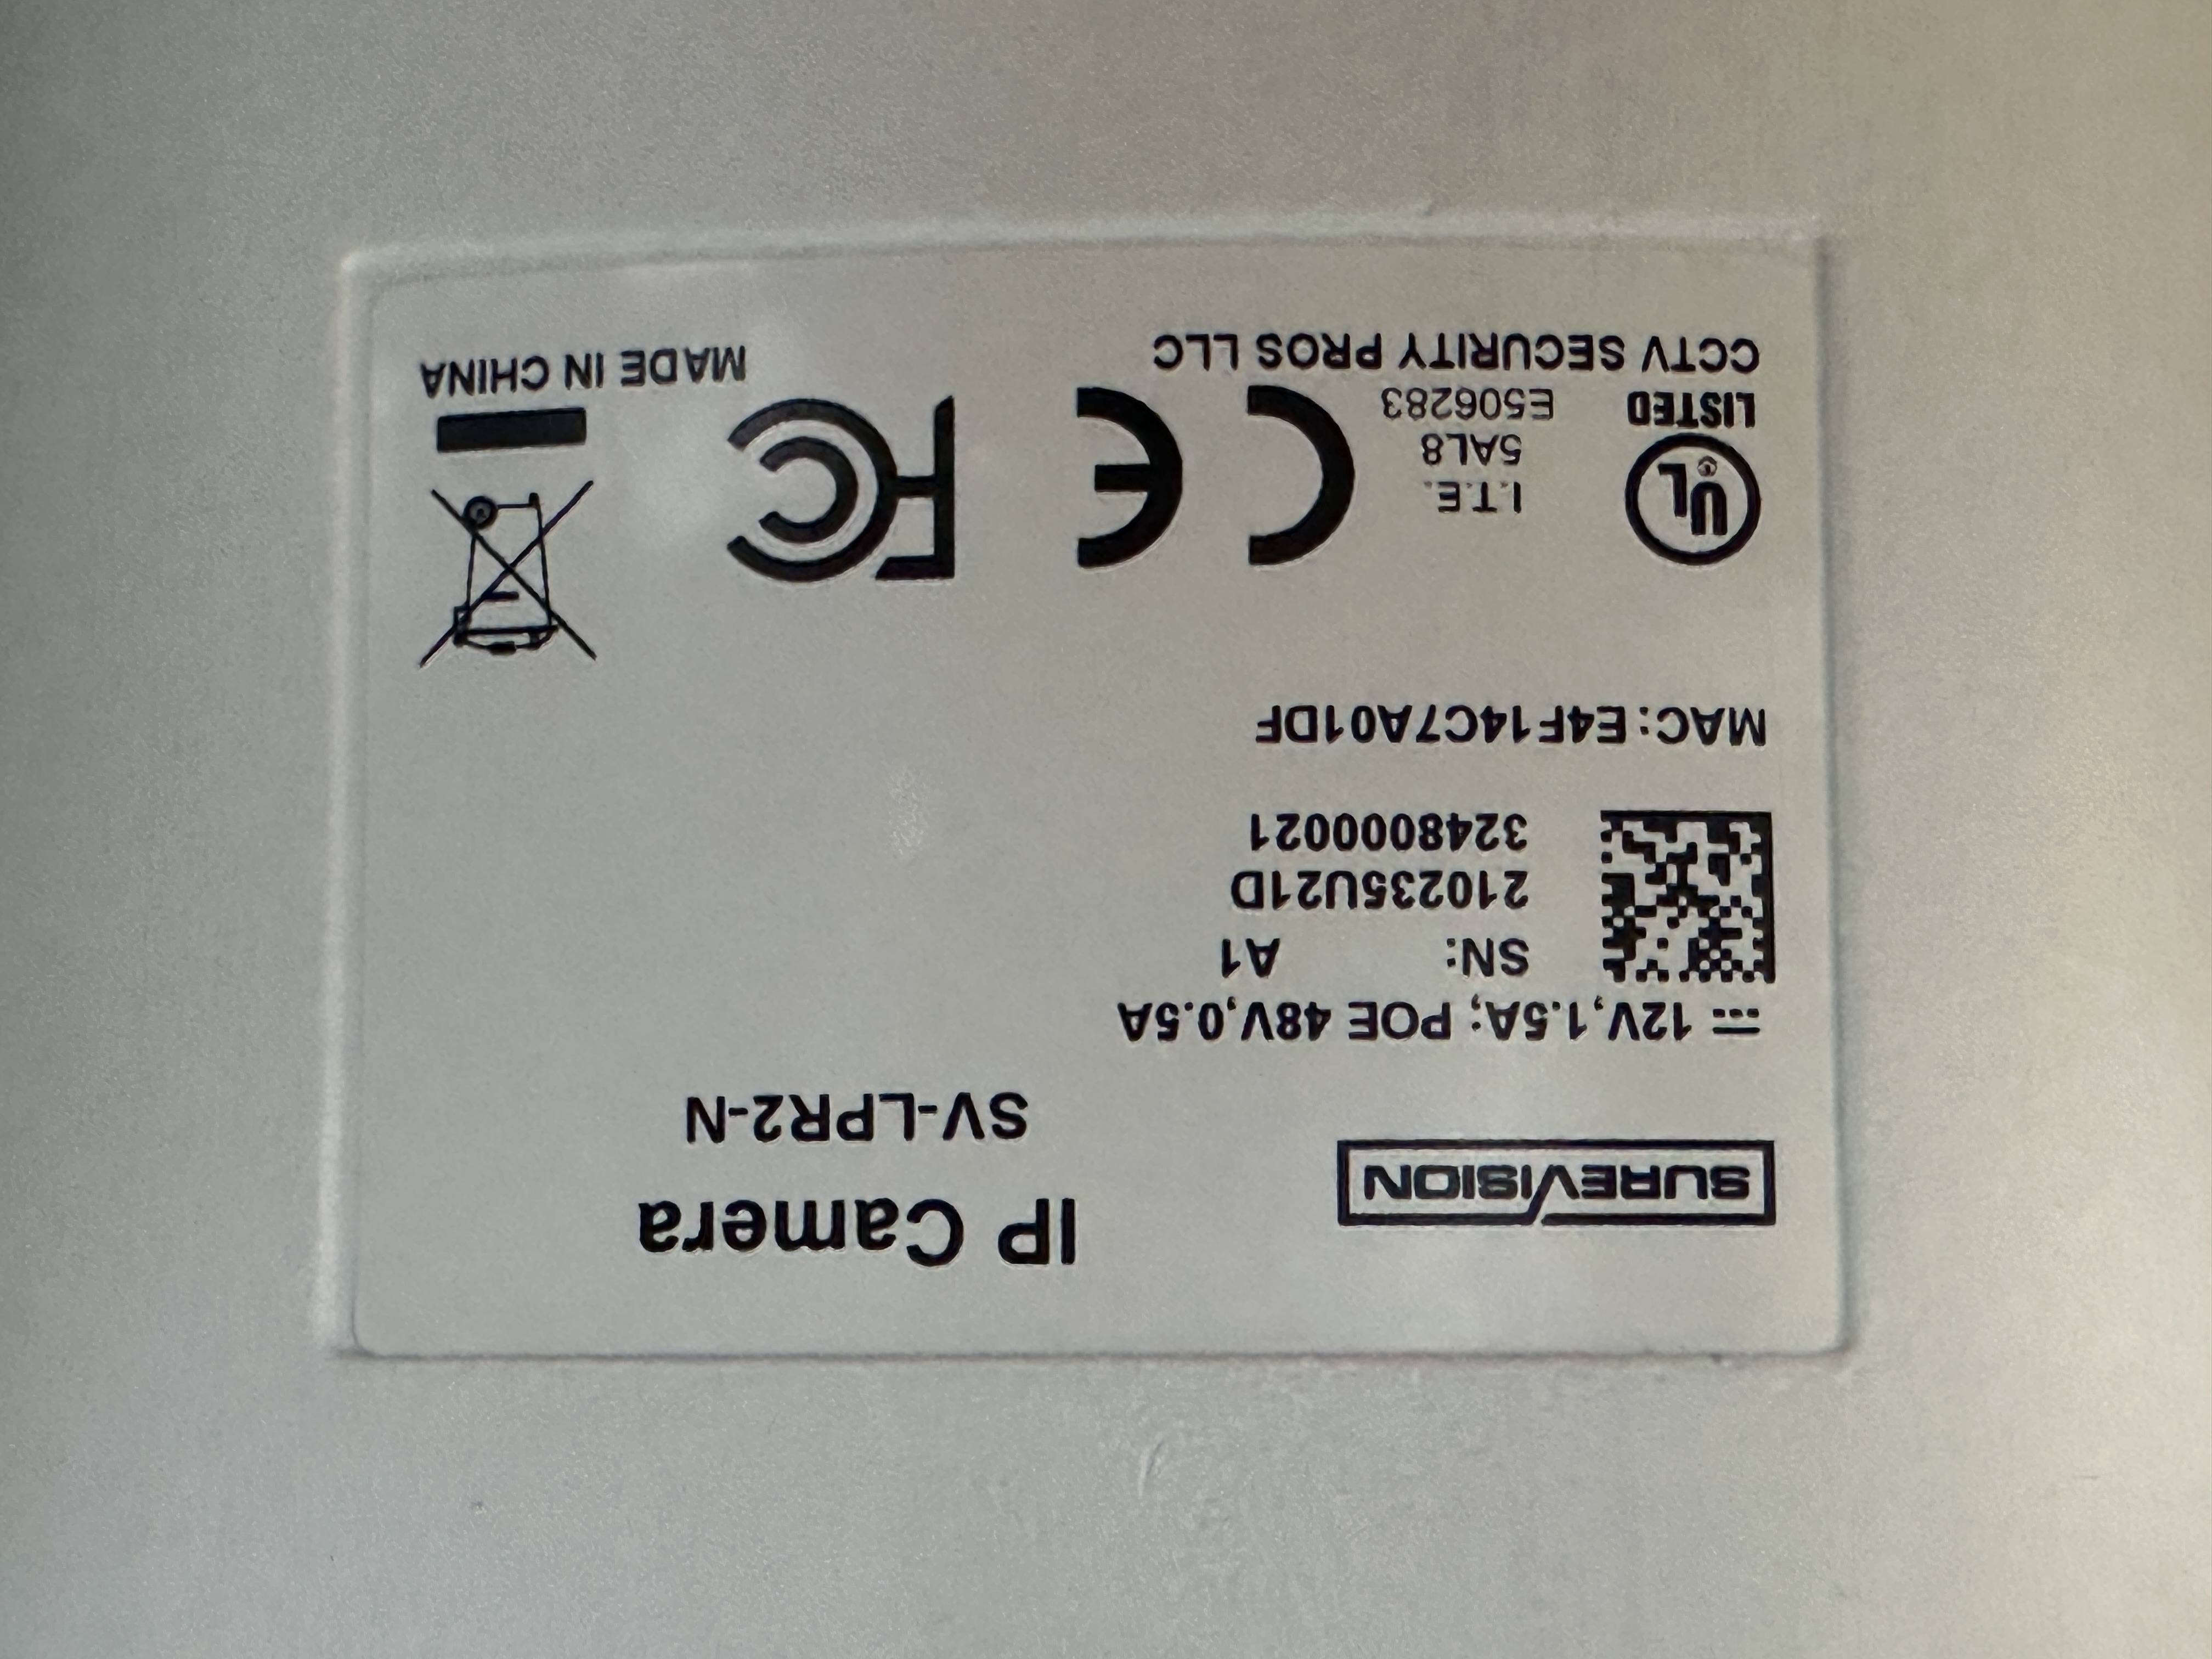 SUREVISION
IP Camera
SV-LPR2-N
12V,1.5A; POE 48V,0.5A
SN: A1
210235U21D
3248000021
MAC:E4F14C7A01DF
UL
LISTED
I.T.E.
5AL8
E506283
CE
FC
CCTV SECURITY PROS LLC
MADE IN CHINA